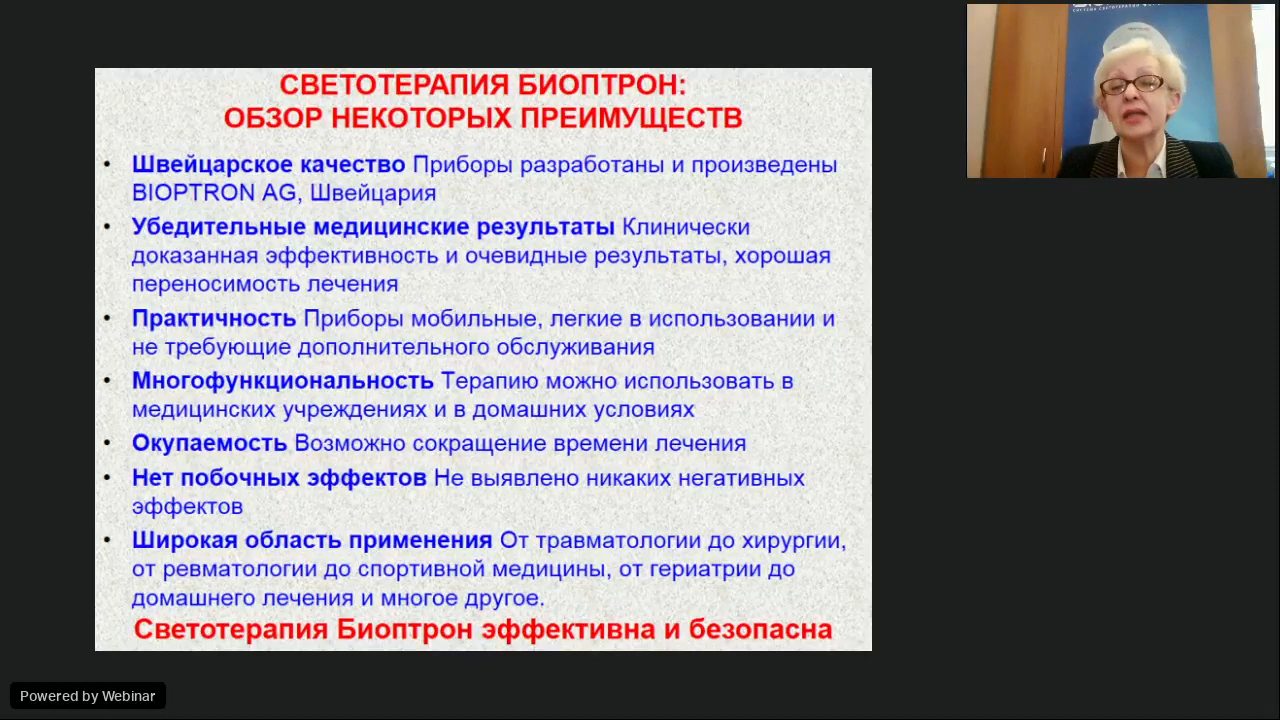 СВЕТОТЕРАПИЯ БИОПТРОН:
ОБЗОР НЕКОТОРЫХ ПРЕИМУЩЕСТВ
• Швейцарское качество Приборы разработаны и произведены
BIOPTRON AG, Швейцария
• Убедительные медицинские результаты Клинически
доказанная эффективность и очевидные результаты, хорошая
переносимость лечения
• Практичность Приборы мобильные, легкие в использовании и
не требующие дополнительного обслуживания
• Многофункциональность Терапию можно использовать в
медицинских учреждениях и в домашних условиях
• Окупаемость Возможно сокращение времени лечения
• Нет побочных эффектов Не выявлено никаких негативных
эффектов
• Широкая область применения От травматологии до хирургии,
от ревматологии до спортивной медицины, от гериатрии до
домашнего лечения и многое другое.
Светотерапия Биоптрон эффективна и безопасна
Powered by Webinar